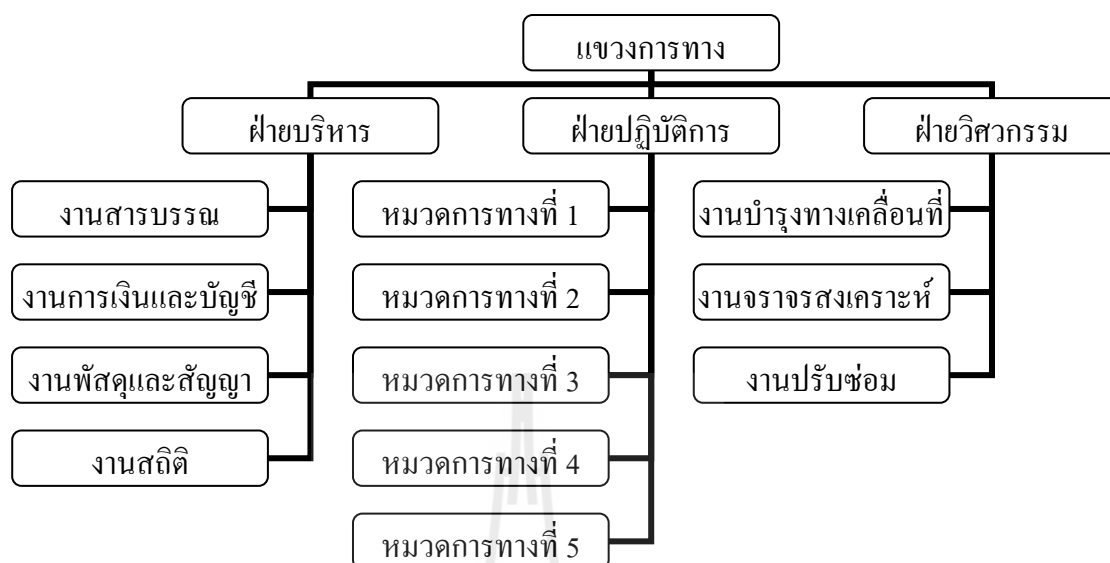 แขวงการทาง
ฝ่ายบริหาร
ฝ่ายปฏิบัติการ
ฝ่ายวิศวกรรม
งานสารบรรณ
หมวดการทางที่ 1
งานบำรุงทางเคลื่อนที่
งานการเงินและบัญชี
หมวดการทางที่ 2
งานจราจรสงเคราะห์
งานพัสดุและสัญญา
หมวดการทางที่ 3
งานปรับซ่อม
งานสถิติ
หมวดการทางที่ 4
หมวดการทางที่ 5